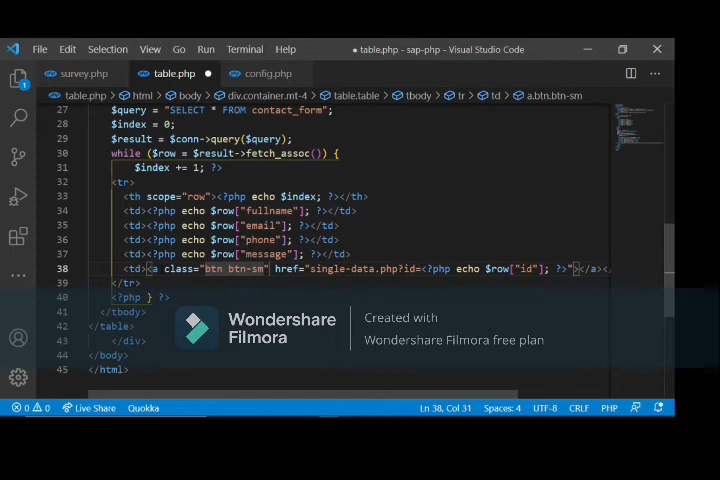 File Edit Selection View Go Run Terminal Help ● table.php - sap-php - Visual Studio Code
survey.php table.php ● config.php
table.php > html > body > div.container.mt-4 > table.table > tbody > tr > td > a.btn.btn-sm
27 $query = "SELECT * FROM contact_form";
28 $index = 0;
29 $result = $conn->query($query);
30 while ($row = $result->fetch_assoc()) {
31 $index += 1; ?>
32 <tr>
33 <th scope="row"><?php echo $index; ?></th>
34 <td><?php echo $row["fullname"]; ?></td>
35 <td><?php echo $row["email"]; ?></td>
36 <td><?php echo $row["phone"]; ?></td>
37 <td><?php echo $row["message"]; ?></td>
38 <td><a class="btn btn-sm" href="single-data.php?id=<?php echo $row["id"]; ?>"></a></
39 </tr>
40 <?php } ?>
41 </tbody>
42 </table>
43 </div>
44 </body>
45 </html>
1
Wondershare
Filmora
Created with
Wondershare Filmora free plan
0 0 Live Share Quokka Ln 38, Col 31 Spaces: 4 UTF-8 CRLF PHP